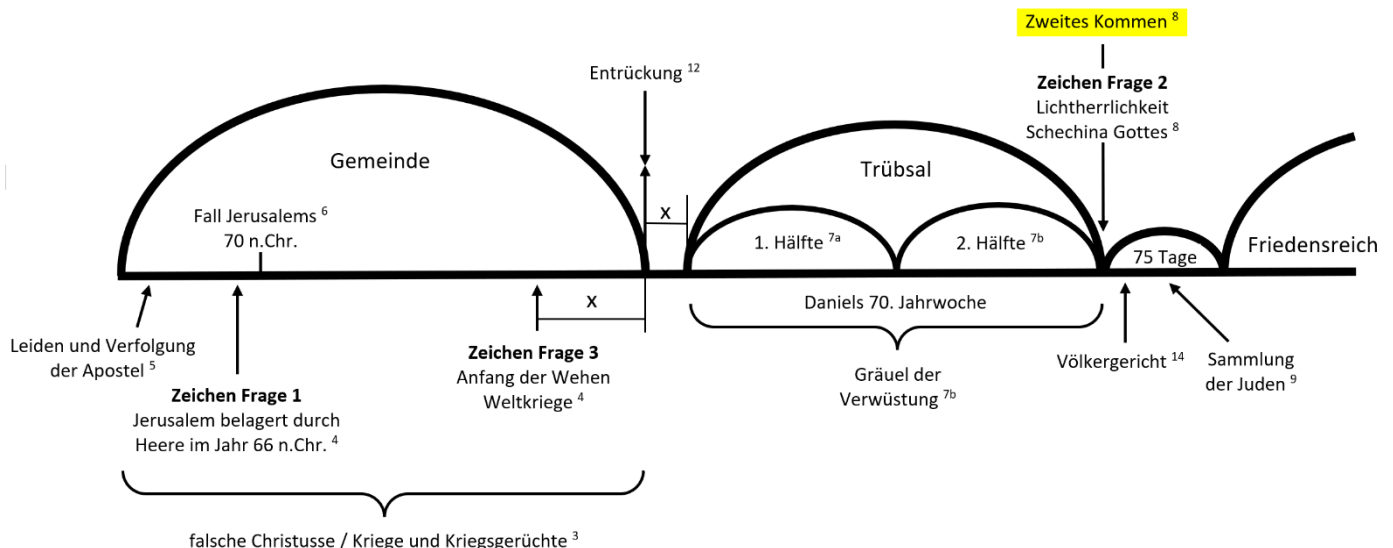 Zweites Kommen ⁸
Entrückung ¹²
Zeichen Frage 2
Lichtherrlichkeit
Schechina Gottes ⁸
Gemeinde
Trübsal
Fall Jerusalems ⁶
70 n.Chr.
x
1. Hälfte ⁷ᵃ
2. Hälfte ⁷ᵇ
75 Tage
Friedensreich
x
Daniels 70. Jahrwoche
Leiden und Verfolgung
der Apostel ⁵
Zeichen Frage 1
Jerusalem belagert durch
Heere im Jahr 66 n.Chr. ⁴
Zeichen Frage 3
Anfang der Wehen
Weltkriege ⁴
Gräuel der
Verwüstung ⁷ᵇ
Völkergericht ¹⁴
Sammlung
der Juden ⁹
falsche Christusse / Kriege und Kriegsgerüchte ³